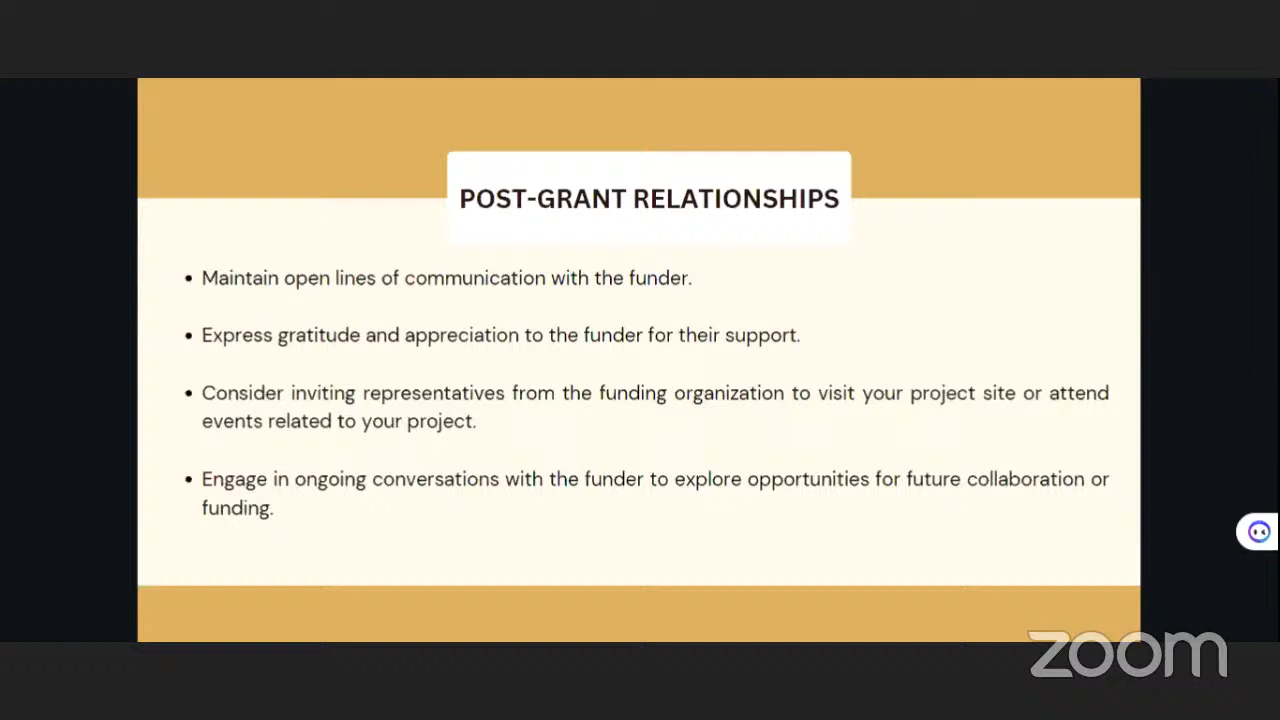 POST-GRANT RELATIONSHIPS
• Maintain open lines of communication with the funder.
• Express gratitude and appreciation to the funder for their support.
• Consider inviting representatives from the funding organization to visit your project site or attend
events related to your project.
• Engage in ongoing conversations with the funder to explore opportunities for future collaboration or
funding.
zoom